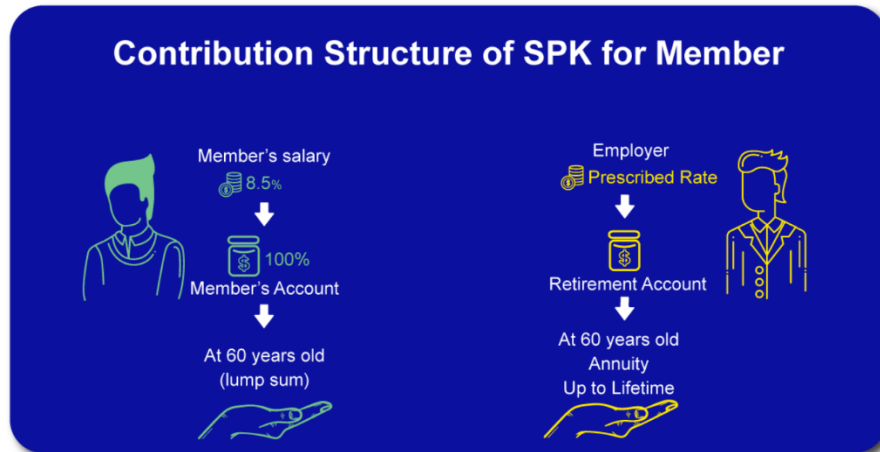 Contribution Structure of SPK for Member
Member's salary
8.5%
100%
Member's Account
At 60 years old
(lump sum)
Employer
Prescribed Rate
Retirement Account
At 60 years old
Annuity
Up to Lifetime